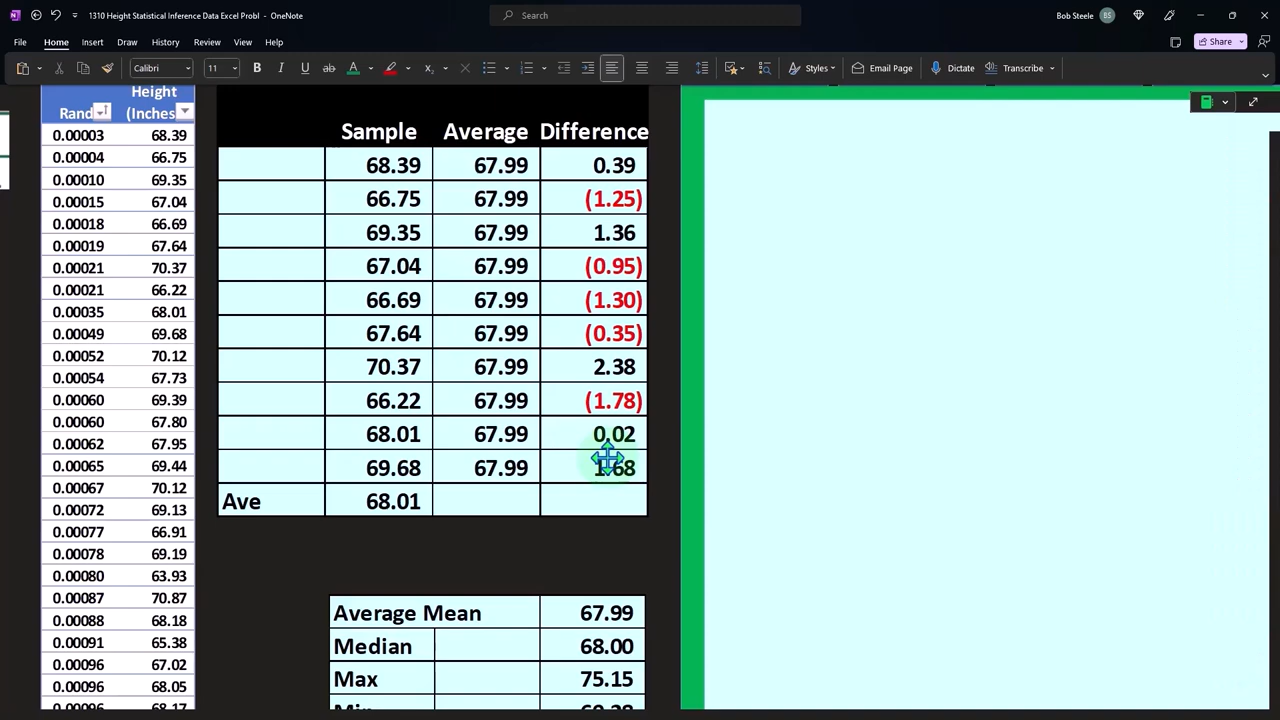 1310 Height Statistical Inference Data Excel Probl - OneNote
Search
Bob Steele
BS
File Home Insert Draw History Review View Help
Share
Calibri 11 B I U ab A Styles Email Page Dictate Transcribe
Height
Rand (Inches
0.00003 68.39
0.00004 66.75
0.00010 69.35
0.00015 67.04
0.00018 66.69
0.00019 67.64
0.00021 70.37
0.00021 66.22
0.00035 68.01
0.00049 69.68
0.00052 70.12
0.00054 67.73
0.00060 69.39
0.00060 67.80
0.00062 67.95
0.00065 69.44
0.00067 70.12
0.00072 69.13
0.00077 66.91
0.00078 69.19
0.00080 63.93
0.00087 70.87
0.00088 68.18
0.00091 65.38
0.00096 67.02
0.00096 68.05
0.00096 68.17
Sample Average Difference
68.39 67.99 0.39
66.75 67.99 (1.25)
69.35 67.99 1.36
67.04 67.99 (0.95)
66.69 67.99 (1.30)
67.64 67.99 (0.35)
70.37 67.99 2.38
66.22 67.99 (1.78)
68.01 67.99 0.02
69.68 67.99 1.68
Ave 68.01
Average Mean 67.99
Median 68.00
Max 75.15